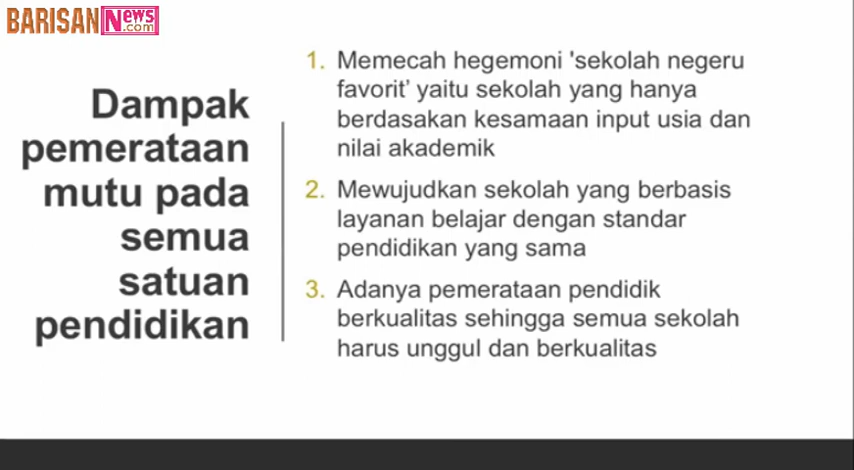 BARISAN News .com
Dampak
pemerataan
mutu pada
semua
satuan
pendidikan
1. Memecah hegemoni 'sekolah negeru
favorit' yaitu sekolah yang hanya
berdasakan kesamaan input usia dan
nilai akademik
2. Mewujudkan sekolah yang berbasis
layanan belajar dengan standar
pendidikan yang sama
3. Adanya pemerataan pendidik
berkualitas sehingga semua sekolah
harus unggul dan berkualitas